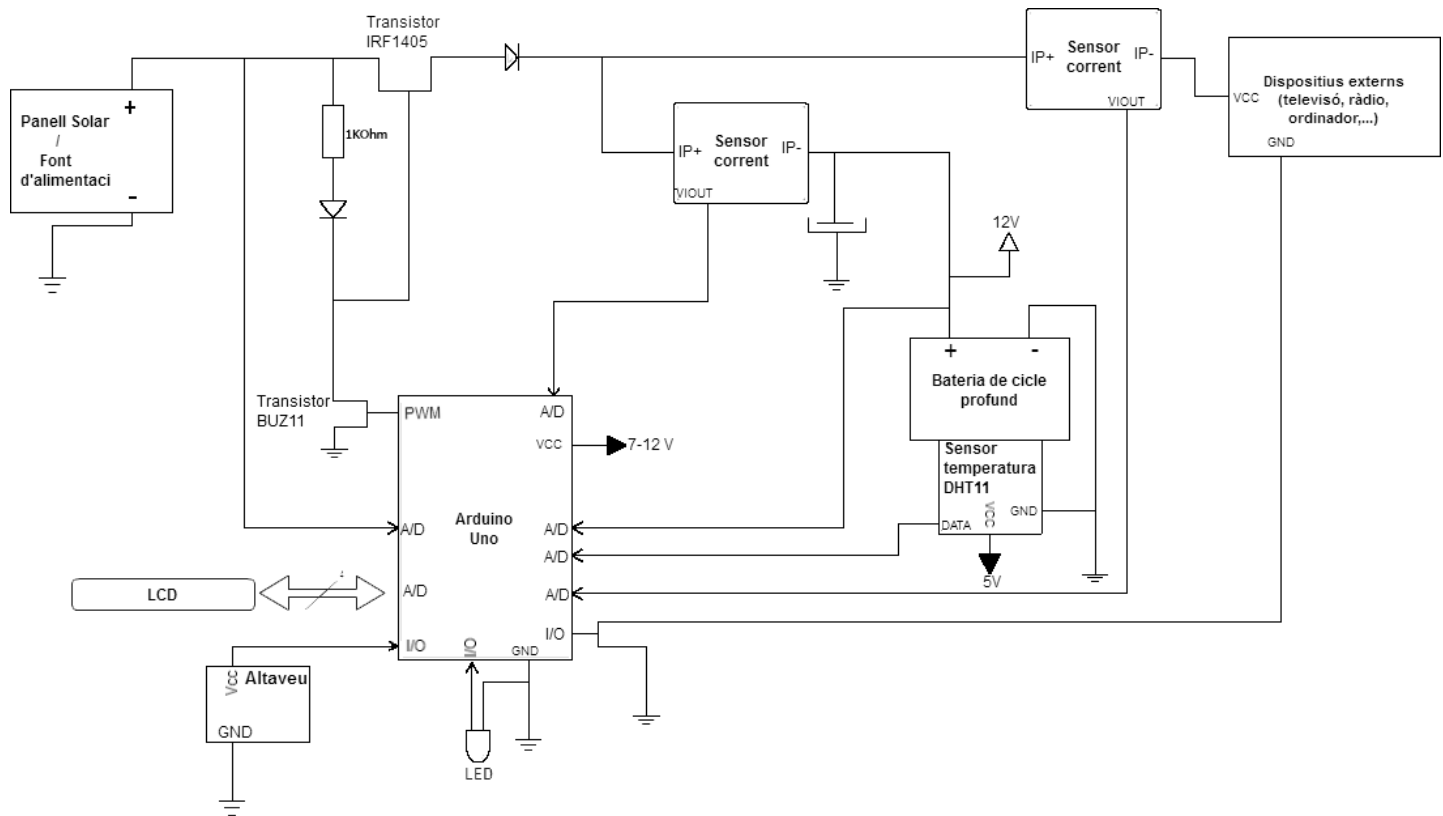 Transistor
IRF1405
Panell Solar
/
Font
d'alimentaci
+
-
1KOhm
IP+
Sensor
corrent
IP-
VIOUT
IP+
Sensor
corrent
IP-
VIOUT
Dispositius externs
(televisó, ràdio,
ordinador,...)
VCC
GND
12V
+
-
Bateria de cicle
profund
Sensor
temperatura
DHT11
VCC
GND
DATA
5V
Transistor
BUZ11
PWM
A/D
VCC
7-12 V
Arduino
Uno
A/D
A/D
A/D
A/D
A/D
I/O
I/O
I/O
GND
LCD
Vcc
Altaveu
GND
LED